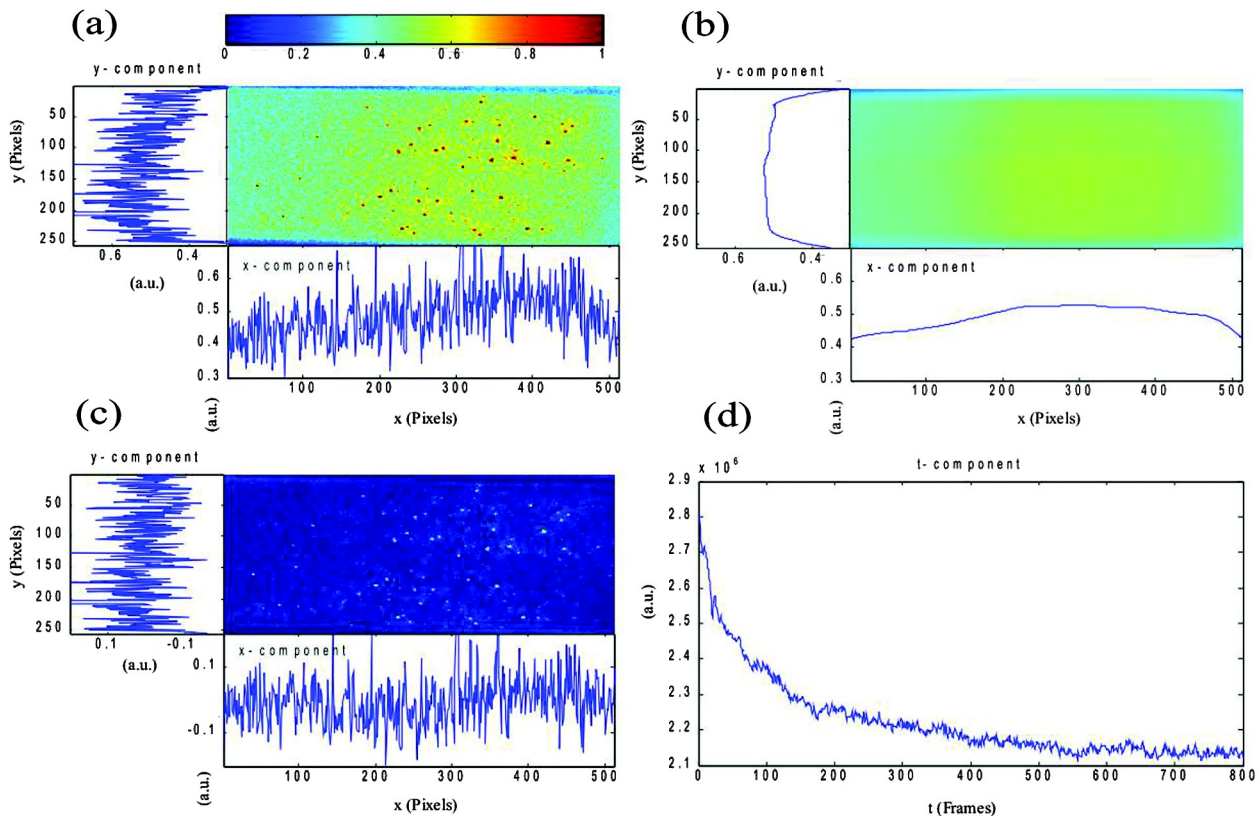 (a)
0 0.2 0.4 0.6 0.8 1
y- component
y (Pixels)
50
100
150
200
250
0.6 0.4
(a.u.)
x- component
0.6
0.5
0.4
0.3
100 200 300 400 500
(a.u.)
x (Pixels)
(b)
y- component
y (Pixels)
50
100
150
200
250
0.6 0.4
(a.u.)
x- component
0.6
0.5
0.4
0.3
100 200 300 400 500
(a.u.)
x (Pixels)
(c)
y- component
y (Pixels)
50
100
150
200
250
0.1 -0.1
(a.u.)
x- component
0.1
-0.1
100 200 300 400 500
(a.u.)
x (Pixels)
(d)
x 10^6
t- component
2.9
2.8
2.7
2.6
2.5
2.4
2.3
2.2
2.1
(a.u.)
0 100 200 300 400 500 600 700 800
t (Frames)